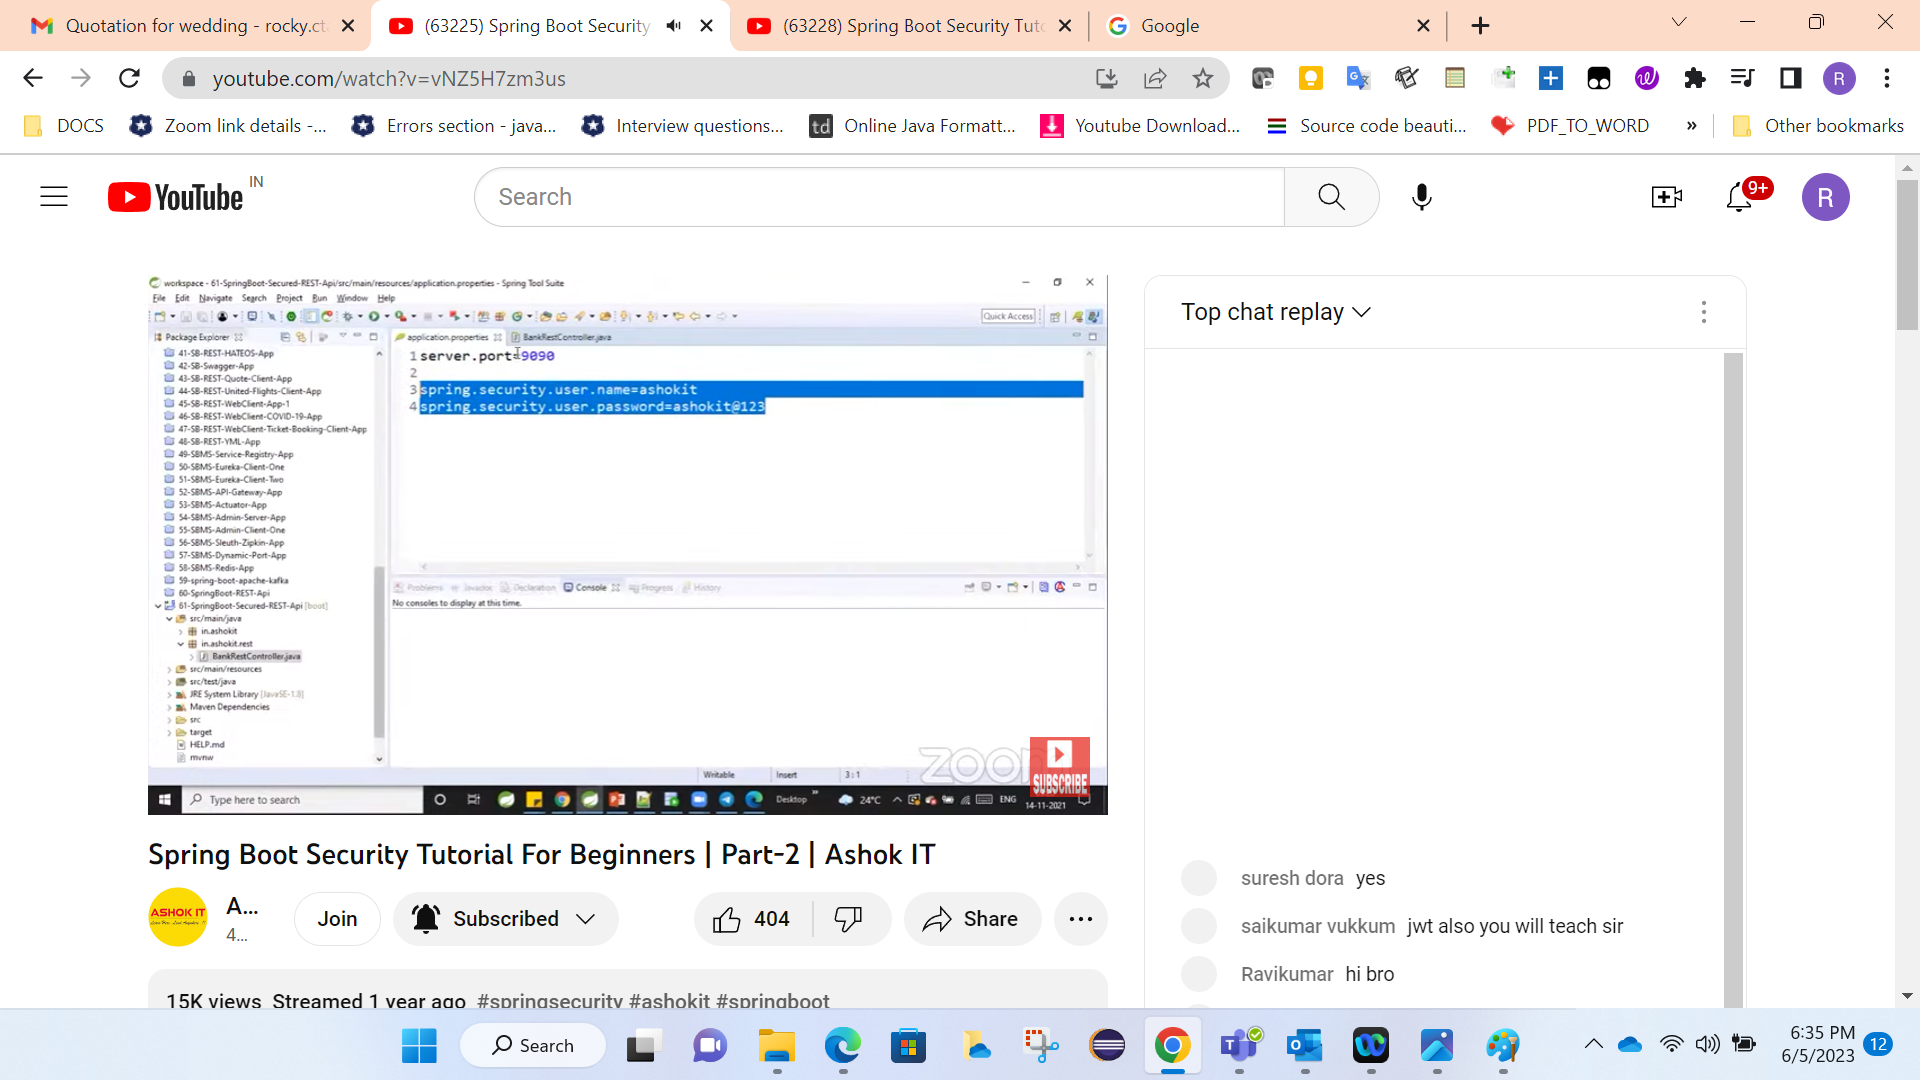 Quotation for wedding - rocky.ct
(63225) Spring Boot Security
(63228) Spring Boot Security Tut
Google
youtube.com/watch?v=vNZ5H7zm3us
R
DOCS
Zoom link details -...
Errors section - java...
Interview questions...
td
Online Java Formatt...
Youtube Download...
Source code beauti...
PDF_TO_WORD
»
Other bookmarks
YouTube
IN
Search
9+
R
workspace - 61-SpringBoot-Secured-REST-Api/src/main/resources/application.properties - Spring Tool Suite
File Edit Navigate Search Project Run Window Help
Quick Access
Package Explorer
application.properties
BankRestController.java
41-SB-REST-HATEOS-App
42-SB-Swagger-App
43-SB-REST-Quote-Client-App
44-SB-REST-United-Flights-Client-App
45-SB-REST-WebClient-App-1
46-SB-REST-WebClient-COVID-19-App
47-SB-REST-WebClient-Ticket-Booking-Client-App
48-SB-REST-YML-App
49-SBMS-Service-Registry-App
50-SBMS-Eureka-Client-One
51-SBMS-Eureka-Client-Two
52-SBMS-API-Gateway-App
53-SBMS-Actuator-App
54-SBMS-Admin-Server-App
55-SBMS-Admin-Client-One
56-SBMS-Sleuth-Zipkin-App
57-SBMS-Dynamic-Port-App
58-SBMS-Redis-App
59-spring-boot-apache-kafka
60-SpringBoot-REST-Api
61-SpringBoot-Secured-REST-Api [boot]
src/main/java
in.ashokit
in.ashokit.rest
BankRestController.java
src/main/resources
src/test/java
JRE System Library [JavaSE-1.8]
Maven Dependencies
src
target
HELP.md
mvnw
1 server.port=9090
2
3 spring.security.user.name=ashokit
4 spring.security.user.password=ashokit@123
Problems Javadoc Declaration Console Progress History
No consoles to display at this time.
Writable Insert 3:1
zoom
SUBSCRIBE
Type here to search
Desktop
24°C
ENG
14-11-2021
Top chat replay
suresh dora yes
saikumar vukkum jwt also you will teach sir
Ravikumar hi bro
Spring Boot Security Tutorial For Beginners | Part-2 | Ashok IT
ASHOK IT
A...
4...
Join
Subscribed
404
Share
15K views Streamed 1 year ago #springsecurity #ashokit #springboot
Search
6:35 PM
6/5/2023
12